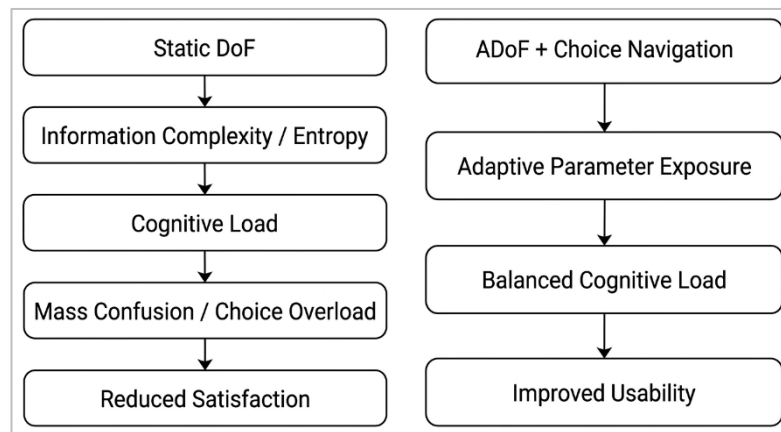 Static DoF
Information Complexity / Entropy
Cognitive Load
Mass Confusion / Choice Overload
Reduced Satisfaction
ADoF + Choice Navigation
Adaptive Parameter Exposure
Balanced Cognitive Load
Improved Usability